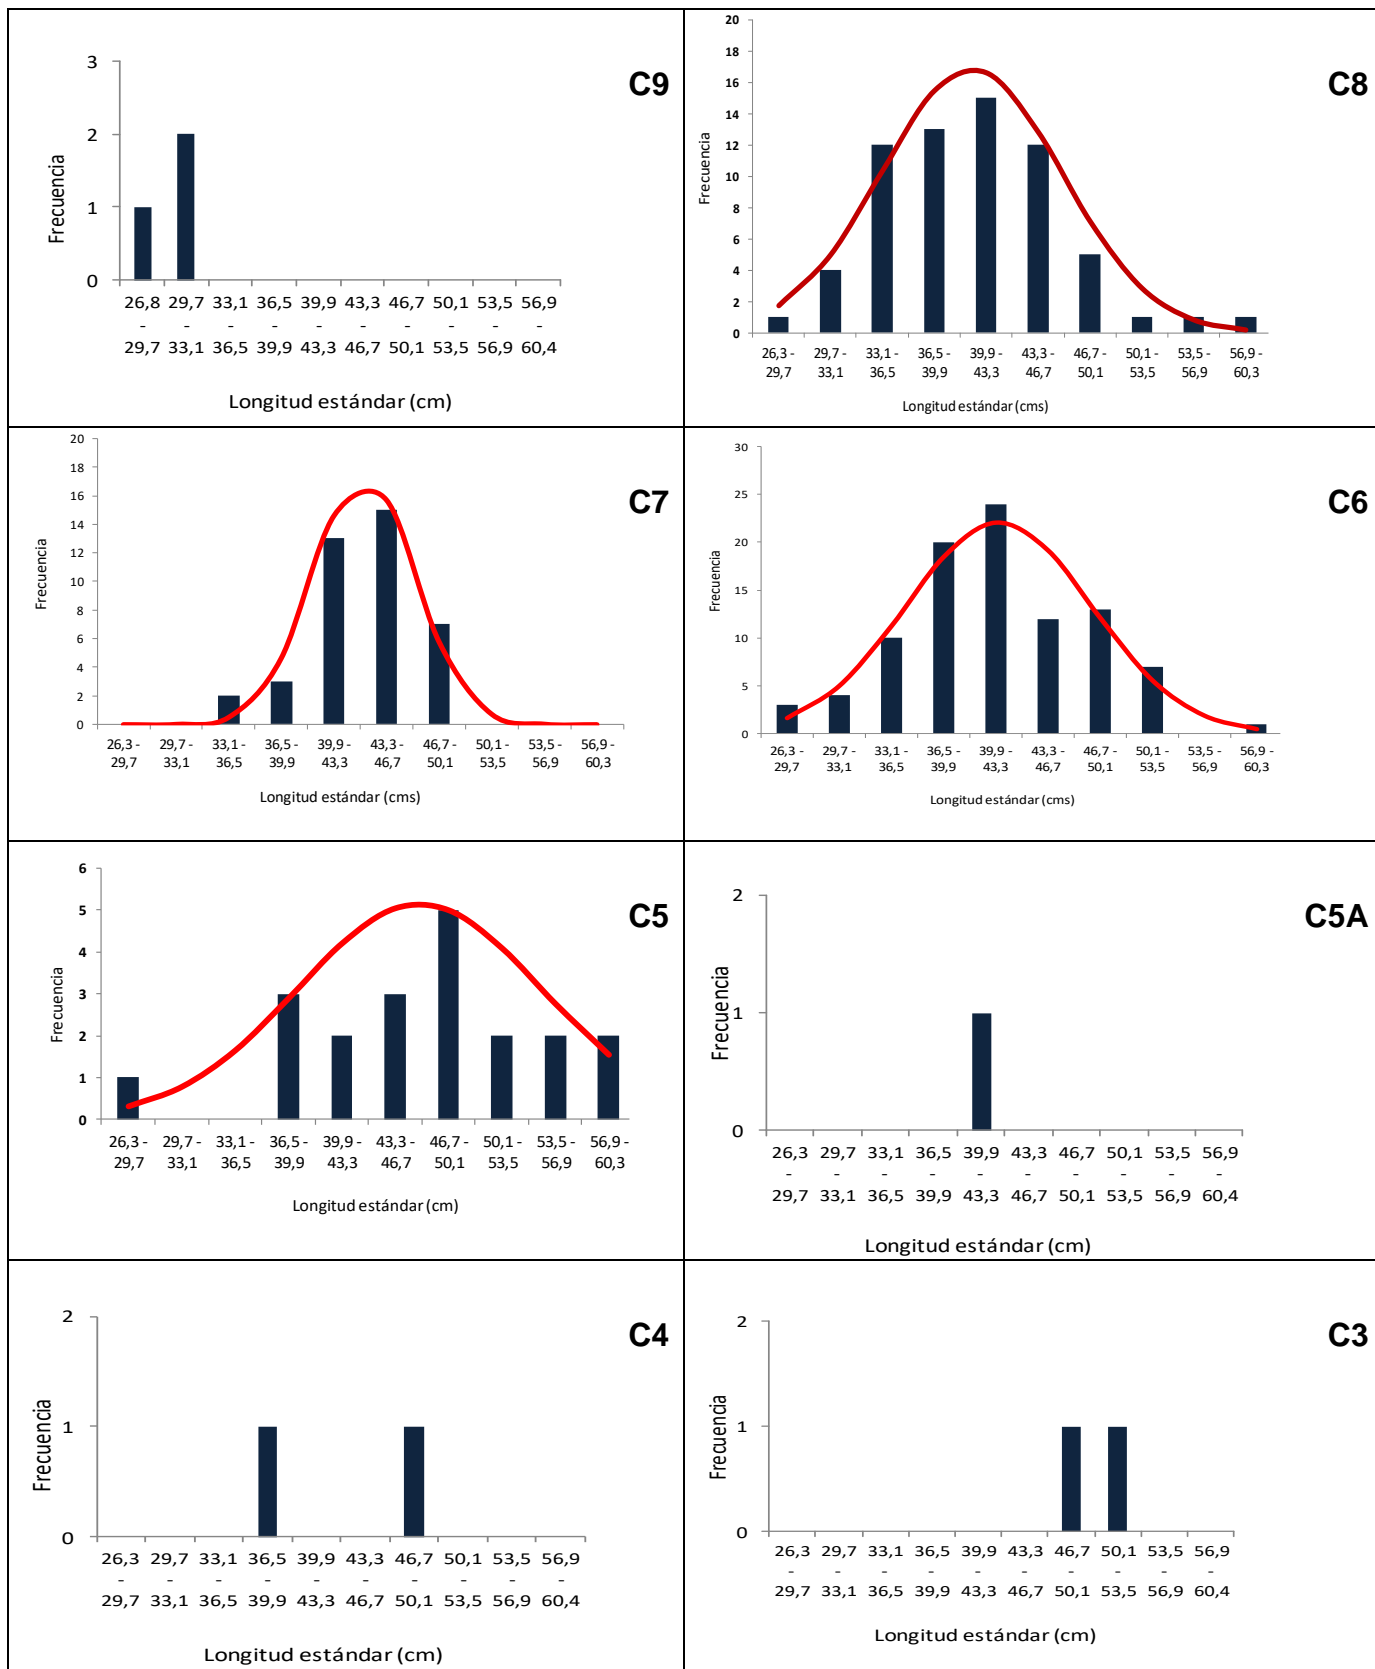 C9
Frecuencia
3
2
1
0
26,8 29,7 33,1 36,5 39,9 43,3 46,7 50,1 53,5 56,9
- - - - - - - - - -
29,7 33,1 36,5 39,9 43,3 46,7 50,1 53,5 56,9 60,4
Longitud estándar (cm)
C8
Frecuencia
20
18
16
14
12
10
8
6
4
2
0
26,3 - 29,7 - 33,1 - 36,5 - 39,9 - 43,3 - 46,7 - 50,1 - 53,5 - 56,9 -
29,7 33,1 36,5 39,9 43,3 46,7 50,1 53,5 56,9 60,3
Longitud estándar (cms)
C7
Frecuencia
20
18
16
14
12
10
8
6
4
2
0
26,3 - 29,7 - 33,1 - 36,5 - 39,9 - 43,3 - 46,7 - 50,1 - 53,5 - 56,9 -
29,7 33,1 36,5 39,9 43,3 46,7 50,1 53,5 56,9 60,3
Longitud estándar (cms)
C6
Frecuencia
30
25
20
15
10
5
0
26,3 - 29,7 - 33,1 - 36,5 - 39,9 - 43,3 - 46,7 - 50,1 - 53,5 - 56,9 -
29,7 33,1 36,5 39,9 43,3 46,7 50,1 53,5 56,9 60,3
Longitud estándar (cms)
C5
Frecuencia
6
5
4
3
2
1
0
26,3 - 29,7 - 33,1 - 36,5 - 39,9 - 43,3 - 46,7 - 50,1 - 53,5 - 56,9 -
29,7 33,1 36,5 39,9 43,3 46,7 50,1 53,5 56,9 60,3
Longitud estándar (cm)
C5A
Frecuencia
2
1
0
26,3 29,7 33,1 36,5 39,9 43,3 46,7 50,1 53,5 56,9
- - - - - - - - - -
29,7 33,1 36,5 39,9 43,3 46,7 50,1 53,5 56,9 60,4
Longitud estándar (cm)
C4
Frecuencia
2
1
0
26,3 29,7 33,1 36,5 39,9 43,3 46,7 50,1 53,5 56,9
- - - - - - - - - -
29,7 33,1 36,5 39,9 43,3 46,7 50,1 53,5 56,9 60,4
Longitud estándar (cm)
C3
Frecuencia
2
1
0
26,3 29,7 33,1 36,5 39,9 43,3 46,7 50,1 53,5 56,9
- - - - - - - - - -
29,7 33,1 36,5 39,9 43,3 46,7 50,1 53,5 56,9 60,4
Longitud estándar (cm)